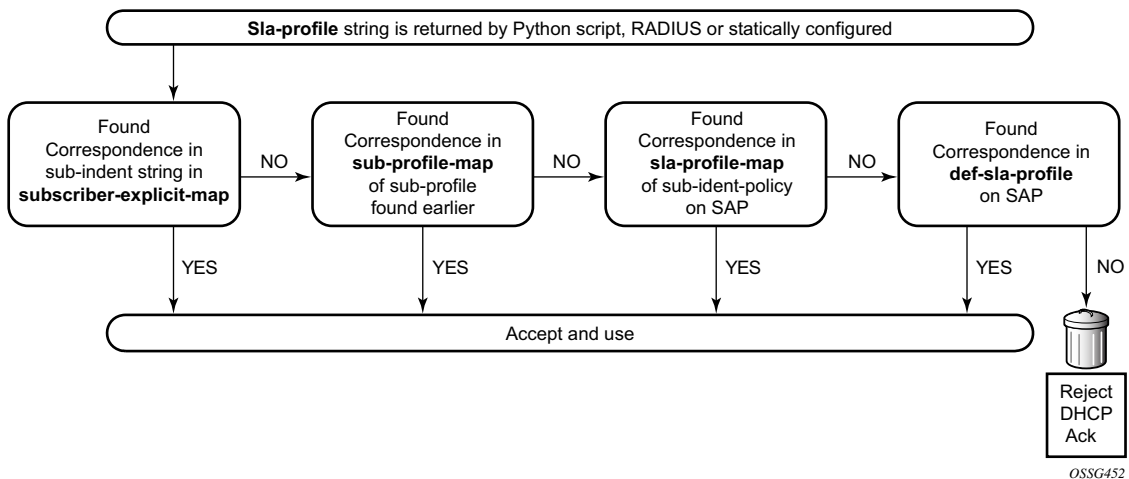 Sla-profile string is returned by Python script, RADIUS or statically configured
Found
Correspondence in
sub-indent string in
subscriber-explicit-map
NO
Found
Correspondence in
sub-profile-map
of sub-profile
found earlier
NO
Found
Correspondence in
sla-profile-map
of sub-ident-policy
on SAP
NO
Found
Correspondence in
def-sla-profile
on SAP
YES
YES
YES
YES
NO
Accept and use
Reject
DHCP
Ack
OSSG452